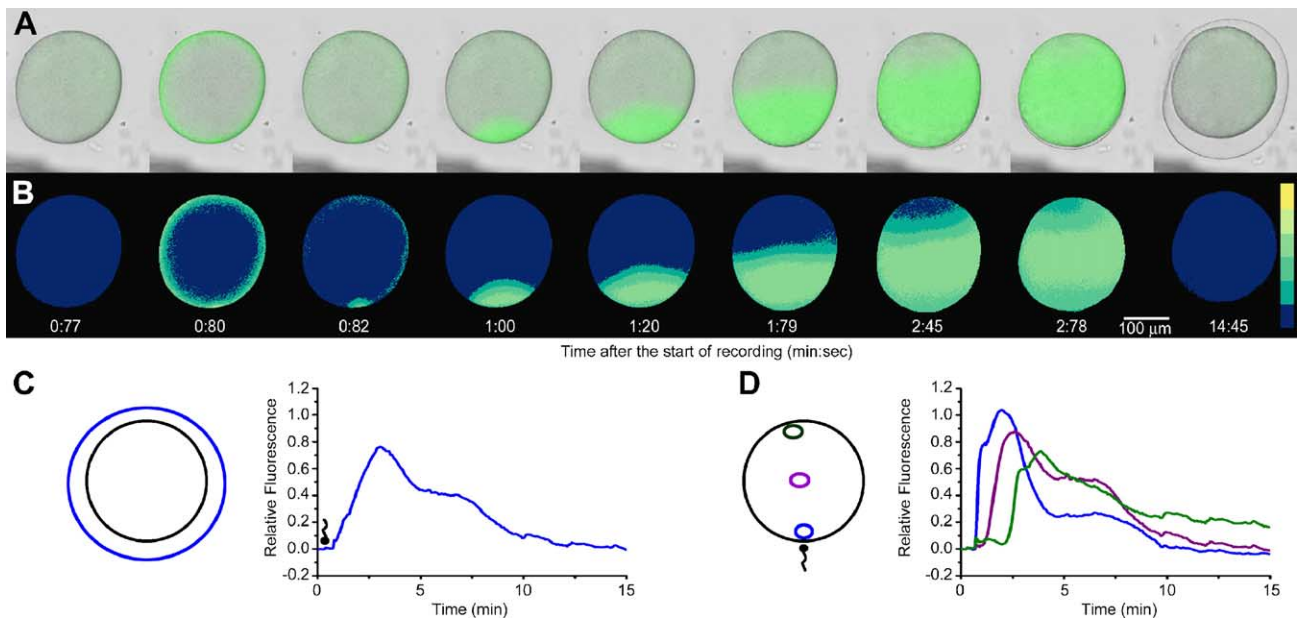 A
B
0:77 0:80 0:82 1:00 1:20 1:79 2:45 2:78 14:45
100 μm
Time after the start of recording (min:sec)
C
Relative Fluorescence
1.2
1.0
0.8
0.6
0.4
0.2
0.0
-0.2
0 5 10 15
Time (min)
D
Relative Fluorescence
1.2
1.0
0.8
0.6
0.4
0.2
0.0
-0.2
0 5 10 15
Time (min)